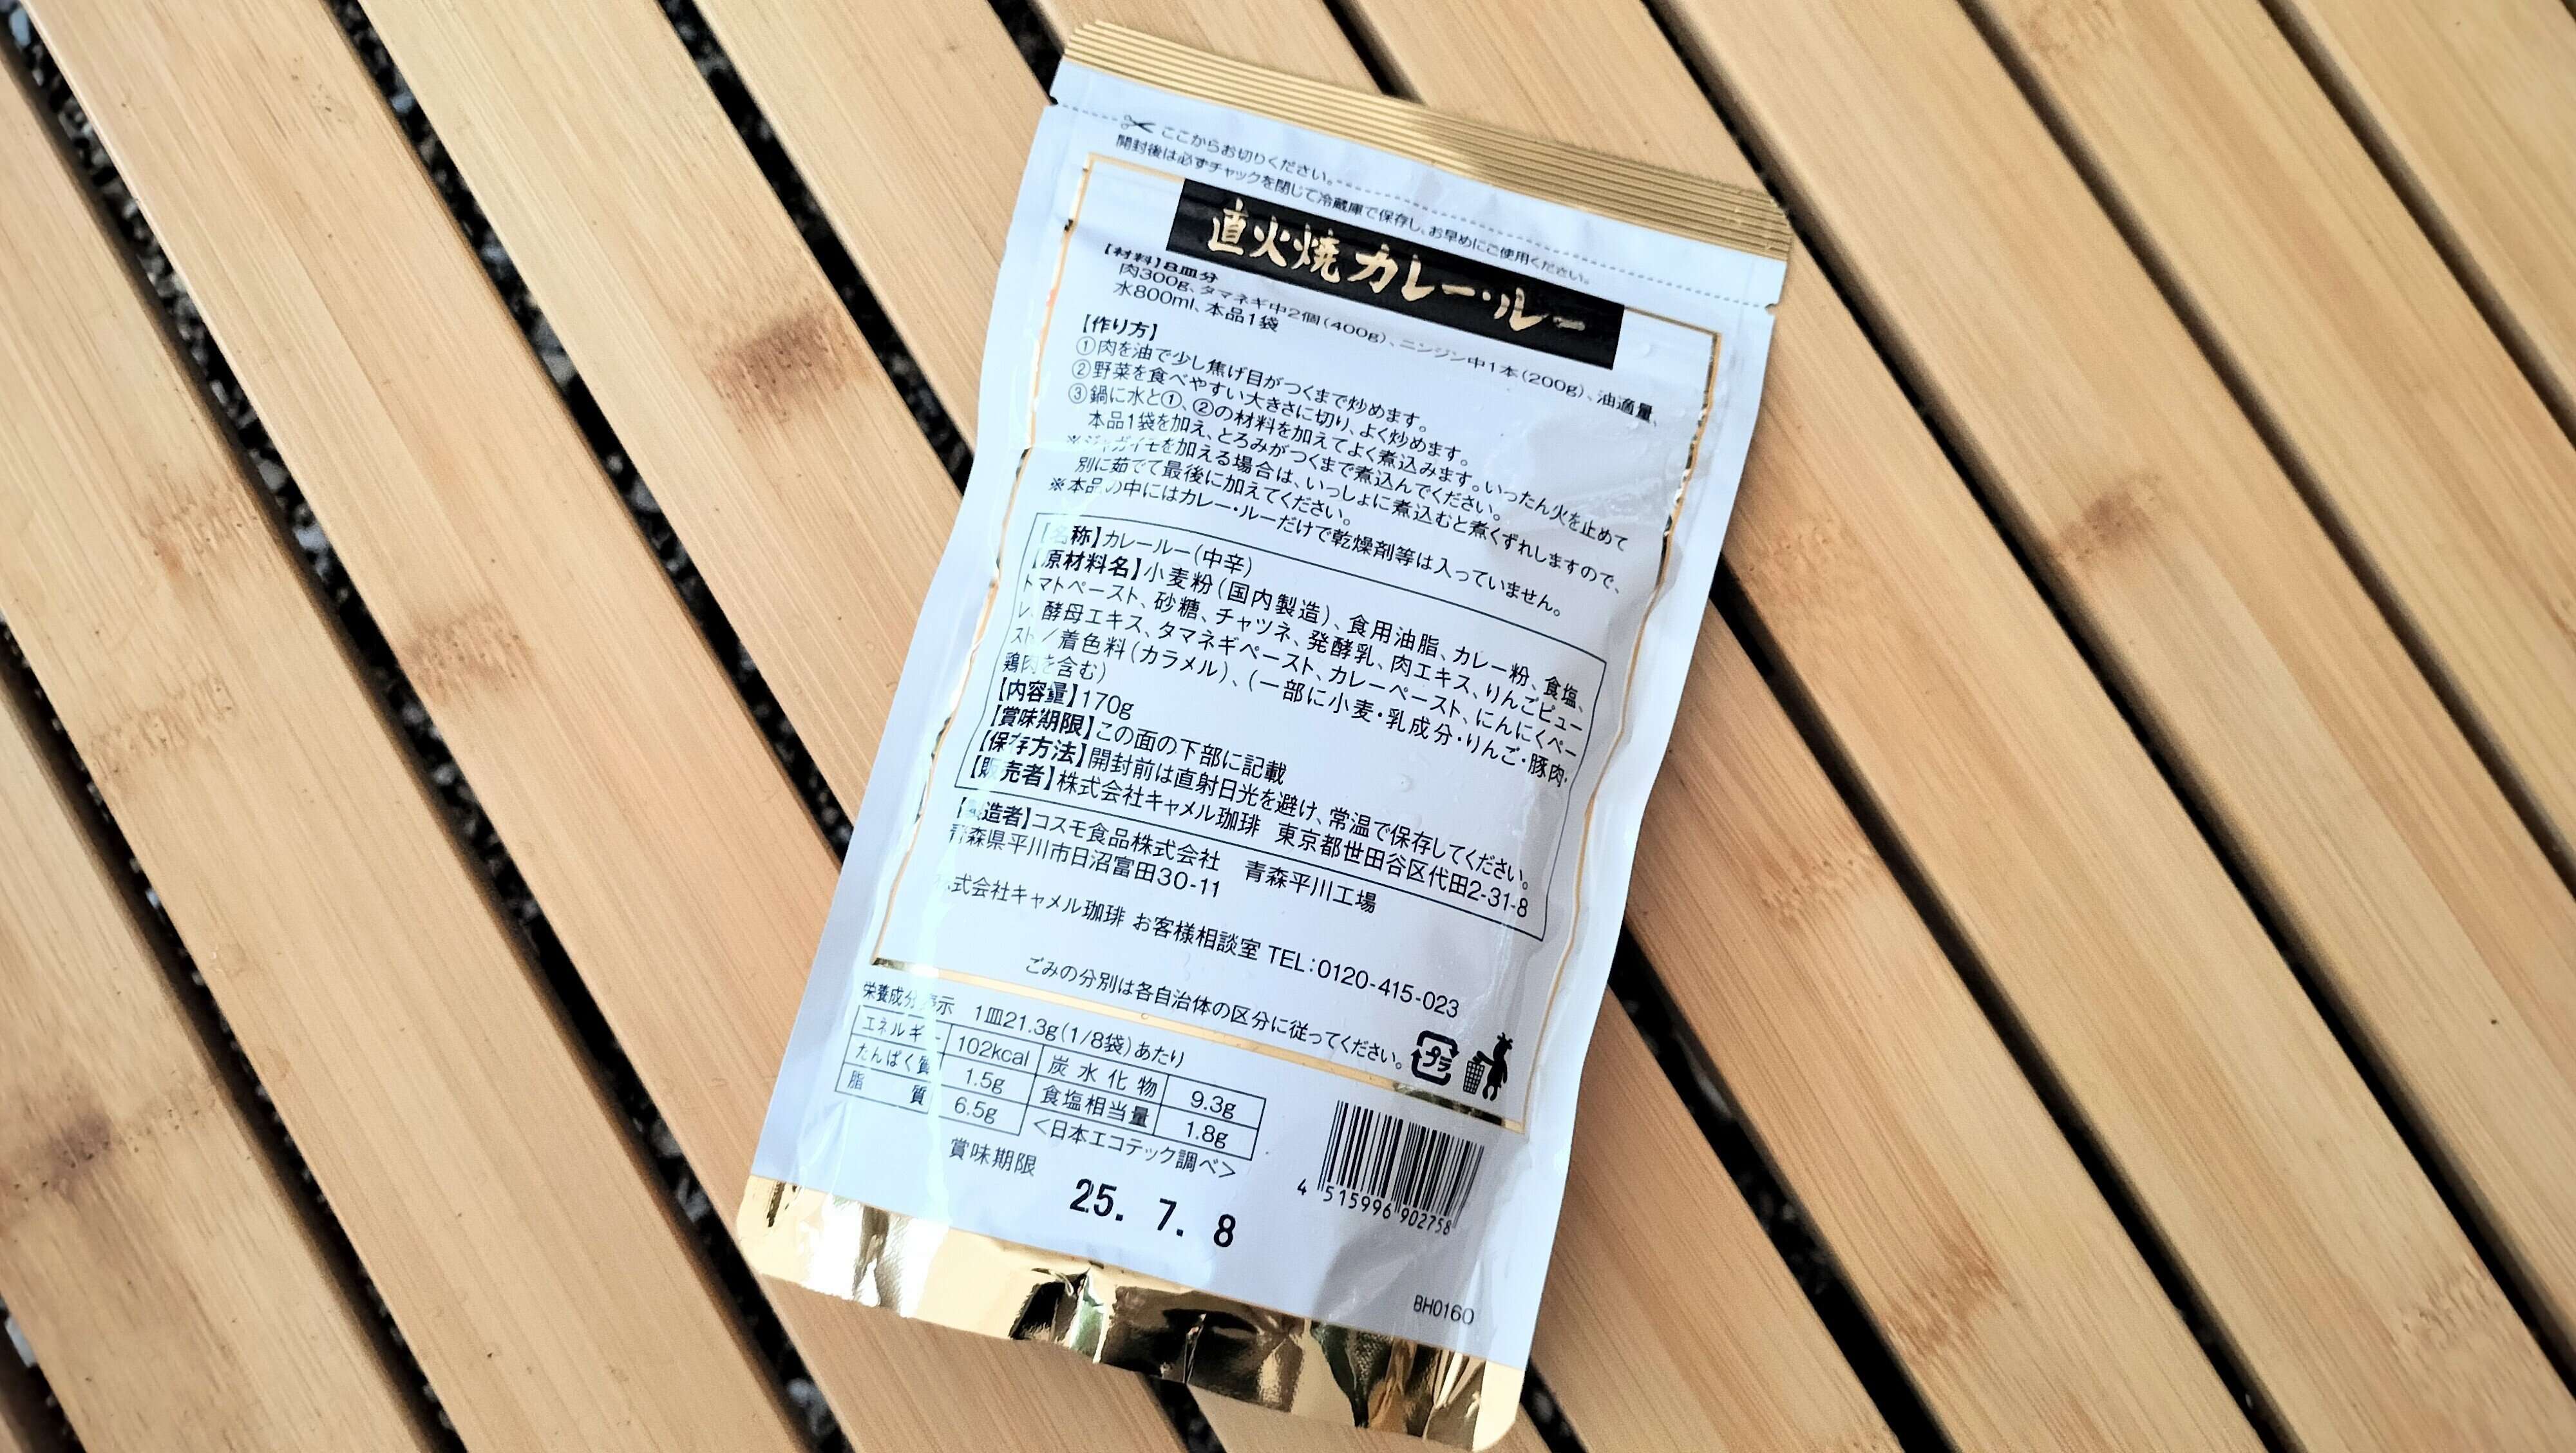 ここからお切りください。
開封後は必ずチャックを閉じて冷蔵庫で保存し、お早めにご使用ください。
直火焼カレー・ルー
【材料】8皿分
肉300g、タマネギ中2個(400g)、ニンジン中1本(200g)、油適量、
水800ml、本品1袋
【作り方】
①肉を油で少し焦げ目がつくまで炒めます。
②野菜を食べやすい大きさに切り、よく炒めます。
③鍋に水と①、②の材料を加えてよく煮込みます。いったん火を止めて
本品1袋を加え、とろみがつくまで煮込んでください。
※ジャガイモを加える場合は、いっしょに煮込むと煮くずれしますので、
別に茹でて最後に加えてください。
※本品の中にはカレー・ルーだけで乾燥剤等は入っていません。
【名称】カレールー(中辛)
【原材料名】小麦粉(国内製造)、食用油脂、カレー粉、食塩、
トマトペースト、砂糖、チャツネ、発酵乳、肉エキス、りんごピュー
レ、酵母エキス、タマネギペースト、カレーペースト、にんにくペー
スト/着色料(カラメル)、(一部に小麦・乳成分・りんご・豚肉・
鶏肉を含む)
【内容量】170g
【賞味期限】この面の下部に記載
【保存方法】開封前は直射日光を避け、常温で保存してください。
【販売者】株式会社キャメル珈琲 東京都世田谷区代田2-31-8
【製造者】コスモ食品株式会社 青森平川工場
青森県平川市日沼富田30-11
株式会社キャメル珈琲 お客様相談室 TEL:0120-415-023
ごみの分別は各自治体の区分に従ってください。
プラ
栄養成分表示 1皿21.3g(1/8袋)あたり
エネルギー 102kcal 炭水化物 9.3g
たんぱく質 1.5g 食塩相当量 1.8g
脂質 6.5g <日本エコテック調べ>
賞味期限
25. 7. 8
4 515996 902758
BH0160